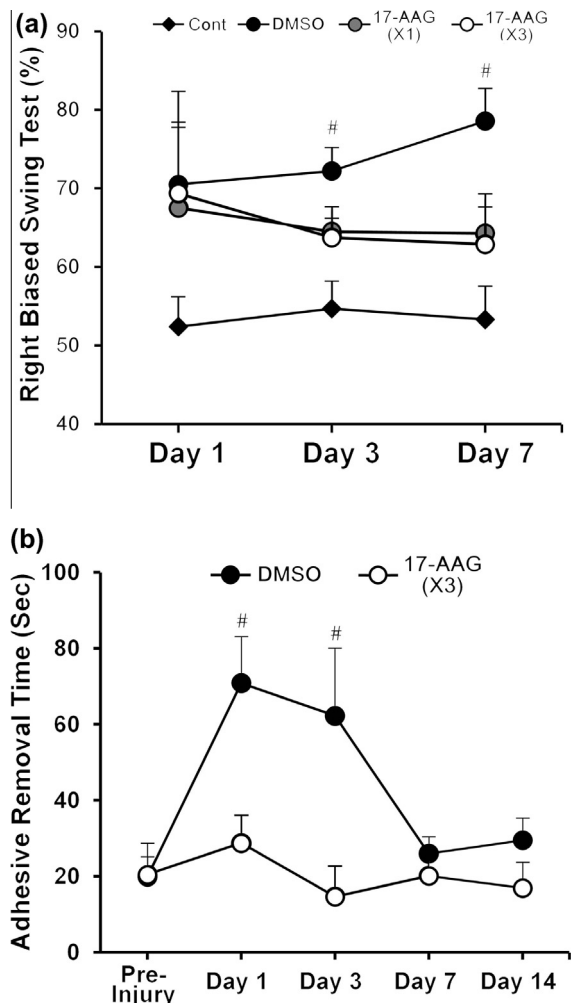 (a)
Cont DMSO 17-AAG (X1) 17-AAG (X3)
Right Biased Swing Test (%)
90
80
70
60
50
40
#
#
Day 1 Day 3 Day 7
(b)
DMSO 17-AAG (X3)
Adhesive Removal Time (Sec)
100
80
60
40
20
0
#
#
Pre-Injury Day 1 Day 3 Day 7 Day 14